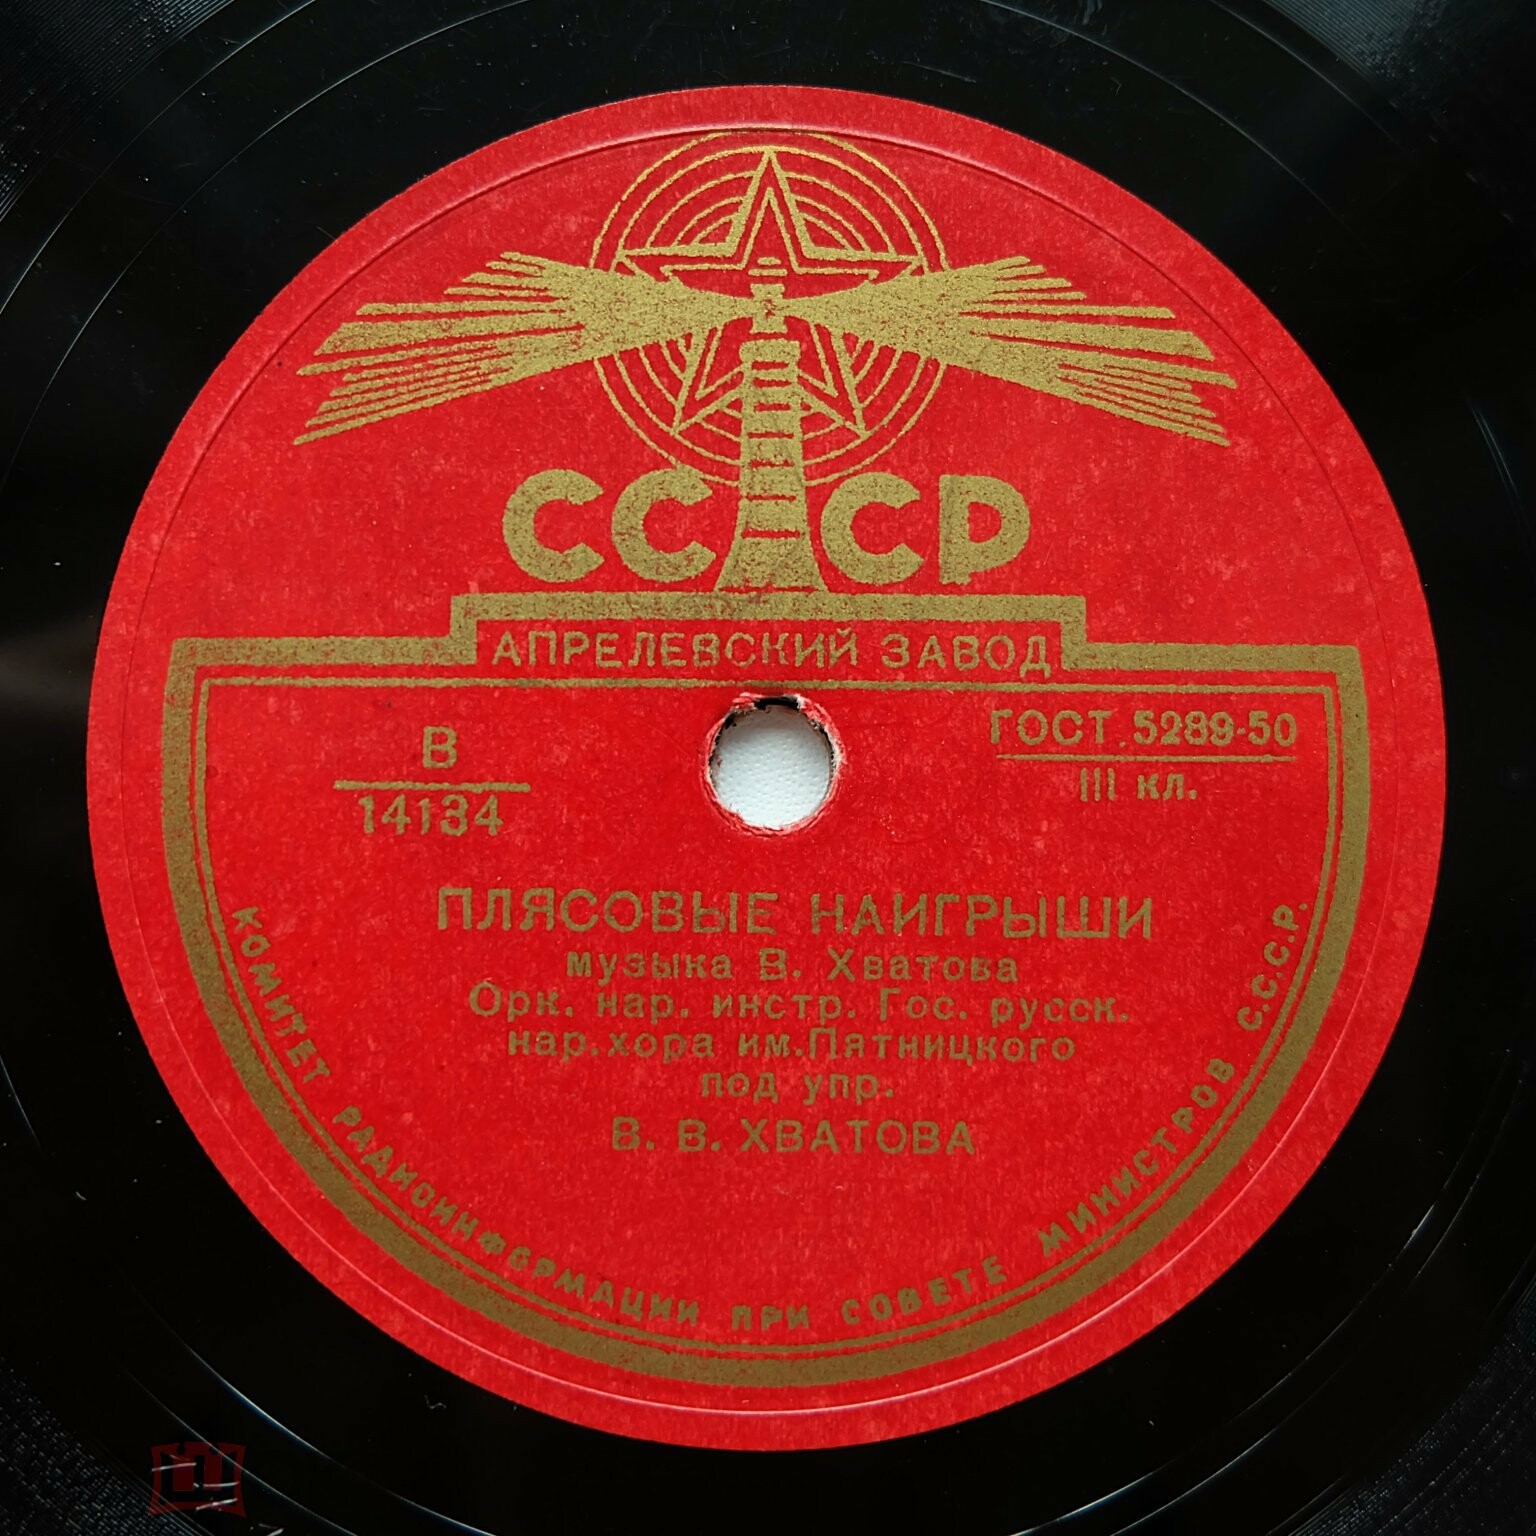 СССР
АПРЕЛЕВСКИЙ ЗАВОД
В
14134
ГОСТ 5289-50
III кл.
ПЛЯСОВЫЕ НАИГРЫШИ
музыка В. Хватова
Орк. нар. инстр. Гос. русск.
нар. хора им. Пятницкого
под упр.
В. В. ХВАТОВА
КОМИТЕТ РАДИОИНФОРМАЦИИ ПРИ СОВЕТЕ МИНИСТРОВ С.С.С.Р.